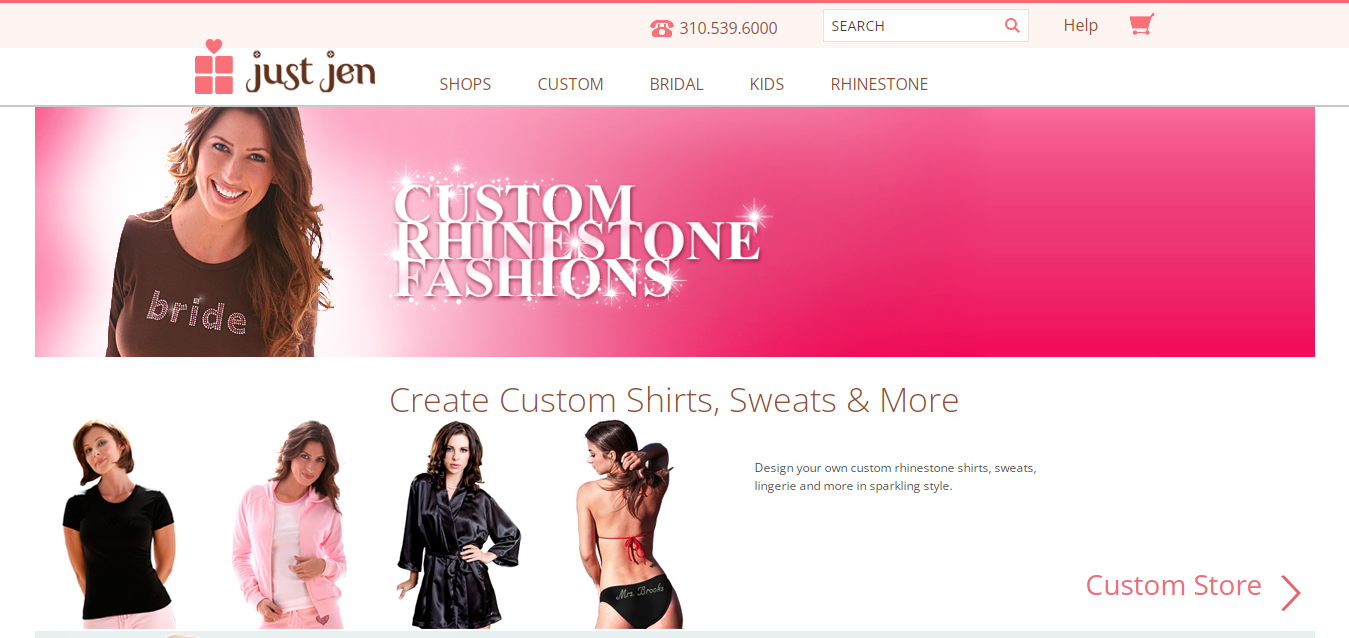 310.539.6000
SEARCH
Help
just jen
SHOPS
CUSTOM
BRIDAL
KIDS
RHINESTONE
bride
CUSTOM
RHINESTONE
FASHIONS
Create Custom Shirts, Sweats & More
Design your own custom rhinestone shirts, sweats,
lingerie and more in sparkling style.
Mrs. Brooks
Custom Store